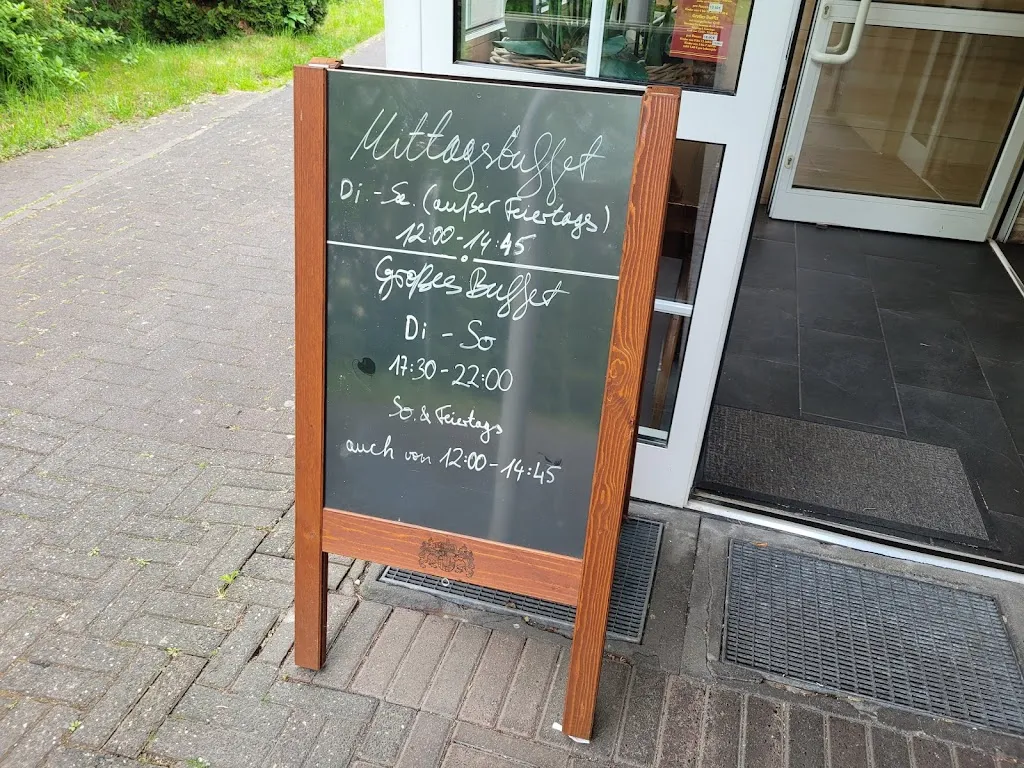 Mittagsbuffet
Di. - Sa. (außer Feiertags)
12:00 - 14:45
Großes Buffet
Di - So
17:30 - 22:00
So. & Feiertags
auch von 12:00 - 14:45